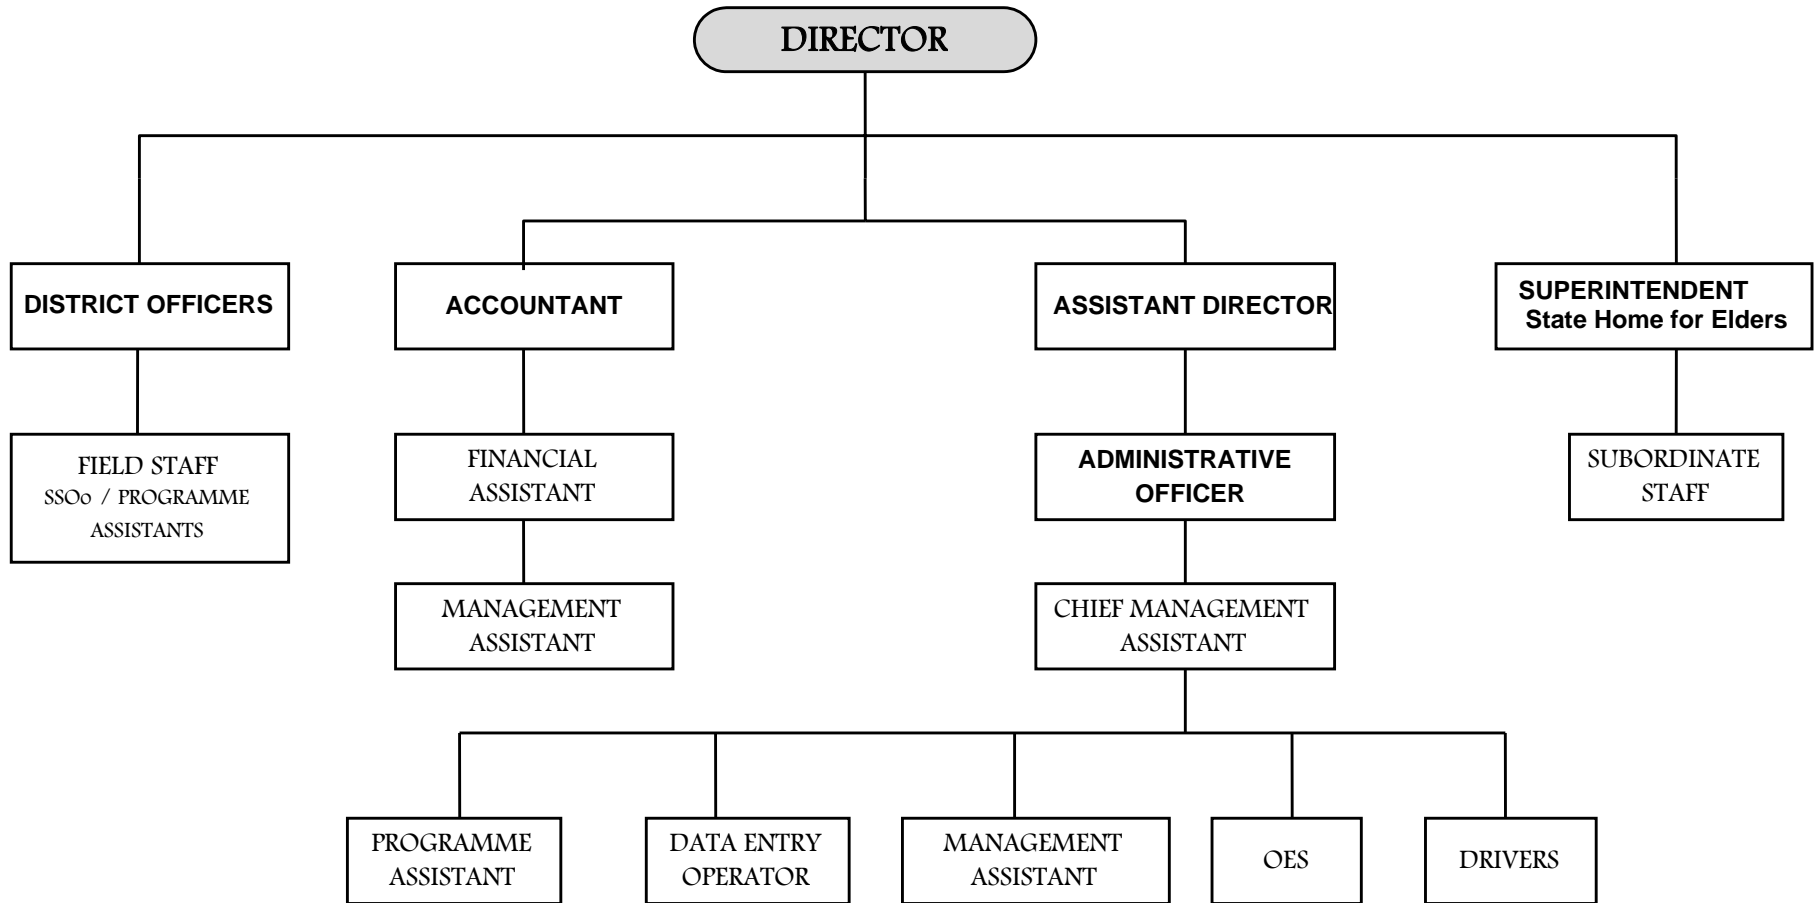 DIRECTOR
DISTRICT OFFICERS
ACCOUNTANT
ASSISTANT DIRECTOR
SUPERINTENDENT
State Home for Elders
FIELD STAFF
SSOo / PROGRAMME
ASSISTANTS
FINANCIAL
ASSISTANT
ADMINISTRATIVE
OFFICER
SUBORDINATE
STAFF
MANAGEMENT
ASSISTANT
CHIEF MANAGEMENT
ASSISTANT
PROGRAMME
ASSISTANT
DATA ENTRY
OPERATOR
MANAGEMENT
ASSISTANT
OES
DRIVERS